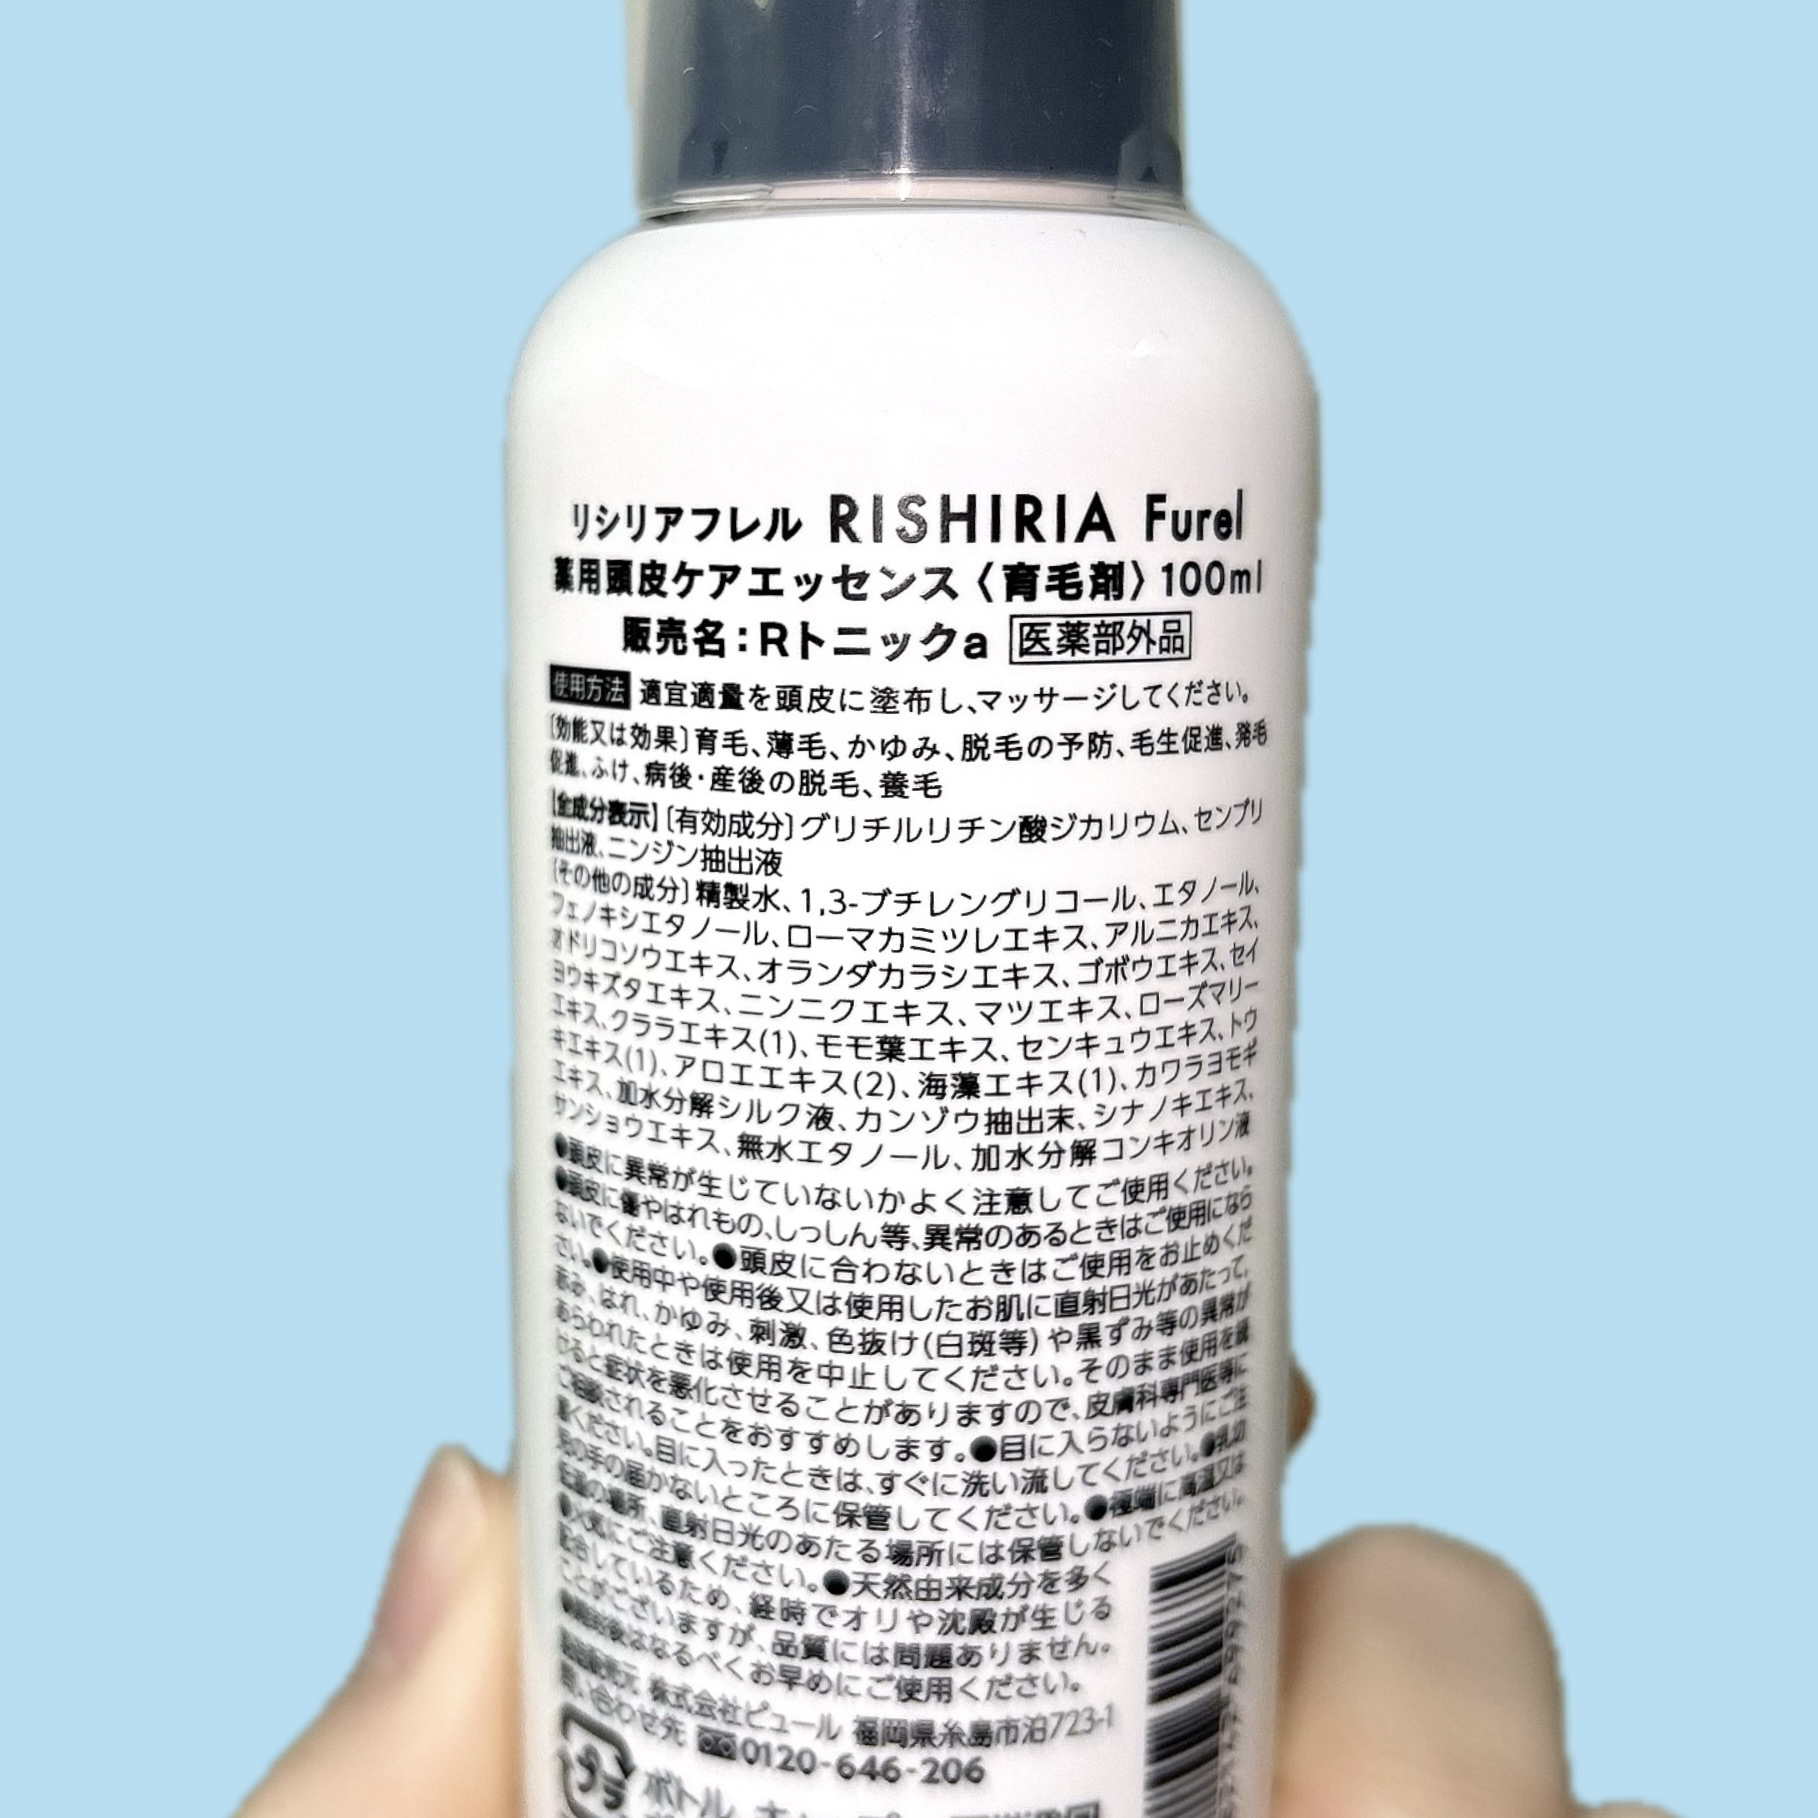 リシリアフレル RISHIRIA Furel
薬用頭皮ケアエッセンス〈育毛剤〉100ml
販売名：Rトニックa 医薬部外品
使用方法 適宜適量を頭皮に塗布し、マッサージしてください。
〔効能又は効果〕育毛、薄毛、かゆみ、脱毛の予防、毛生促進、発毛
促進、ふけ、病後・産後の脱毛、養毛
【全成分表示】〔有効成分〕グリチルリチン酸ジカリウム、センブリ
抽出液、ニンジン抽出液
〔その他の成分〕精製水、1,3-ブチレングリコール、エタノール、
フェノキシエタノール、ローマカミツレエキス、アルニカエキス、
オドリコソウエキス、オランダカラシエキス、ゴボウエキス、セイ
ヨウキズタエキス、ニンニクエキス、マツエキス、ローズマリー
エキス、クララエキス(1)、モモ葉エキス、センキュウエキス、トウ
キエキス(1)、アロエエキス(2)、海藻エキス(1)、カワラヨモギ
エキス、加水分解シルク液、カンゾウ抽出末、シナノキエキス、
サンショウエキス、無水エタノール、加水分解コンキオリン液
●頭皮に異常が生じていないかよく注意してご使用ください。
●頭皮に傷やはれもの、しっしん等、異常のあるときはご使用になら
ないでください。●頭皮に合わないときはご使用をお止めくだ
さい。●使用中や使用後又は使用したお肌に直射日光があたって、
赤み、はれ、かゆみ、刺激、色抜け(白斑等)や黒ずみ等の異常が
あらわれたときは使用を中止してください。そのまま使用を続
けると症状を悪化させることがありますので、皮膚科専門医等に
ご相談されることをおすすめします。●目に入らないようにご注
意ください。目に入ったときは、すぐに洗い流してください。●乳幼
児の手の届かないところに保管してください。●極端に高温又は
低温の場所、直射日光のあたる場所には保管しないでください。
●火気にご注意ください。●天然由来成分を多く
配合しているため、経時でオリや沈殿が生じる
ことがございますが、品質には問題ありません。
●開封後はなるべくお早めにご使用ください。
製造販売元 株式会社ピュール 福岡県糸島市泊723-1
問い合わせ先 0120-646-206
プラ ボトル